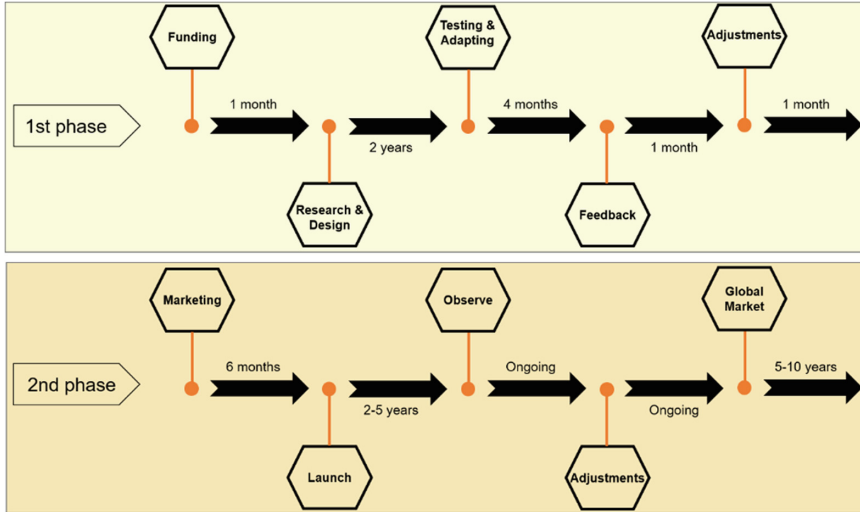 Funding
Testing &
Adapting
Adjustments
1st phase
1 month
2 years
4 months
1 month
1 month
Research &
Design
Feedback
Marketing
Observe
Global
Market
2nd phase
6 months
2-5 years
Ongoing
Ongoing
5-10 years
Launch
Adjustments